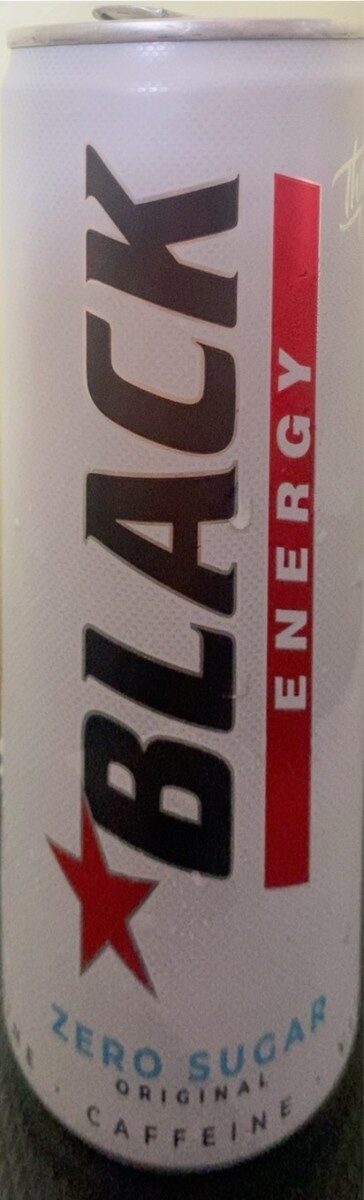 BLACK
ENERGY
ZERO SUGAR
ORIGINAL
CAFFEINE